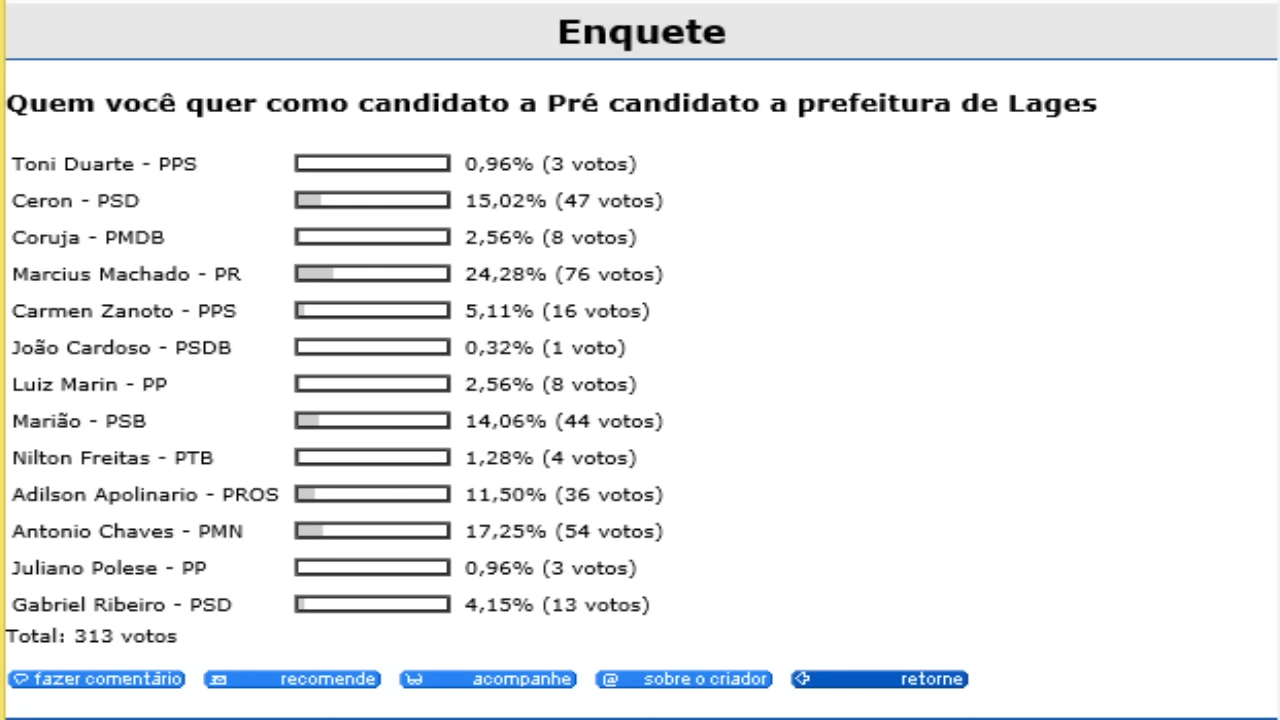 Enquete
Quem você quer como candidato a Pré candidato a prefeitura de Lages
Toni Duarte - PPS 0,96% (3 votos)
Ceron - PSD 15,02% (47 votos)
Coruja - PMDB 2,56% (8 votos)
Marcius Machado - PR 24,28% (76 votos)
Carmen Zanoto - PPS 5,11% (16 votos)
João Cardoso - PSDB 0,32% (1 voto)
Luiz Marin - PP 2,56% (8 votos)
Marião - PSB 14,06% (44 votos)
Nilton Freitas - PTB 1,28% (4 votos)
Adilson Apolinario - PROS 11,50% (36 votos)
Antonio Chaves - PMN 17,25% (54 votos)
Juliano Polese - PP 0,96% (3 votos)
Gabriel Ribeiro - PSD 4,15% (13 votos)
Total: 313 votos
fazer comentário recomende acompanhe @ sobre o criador retorne